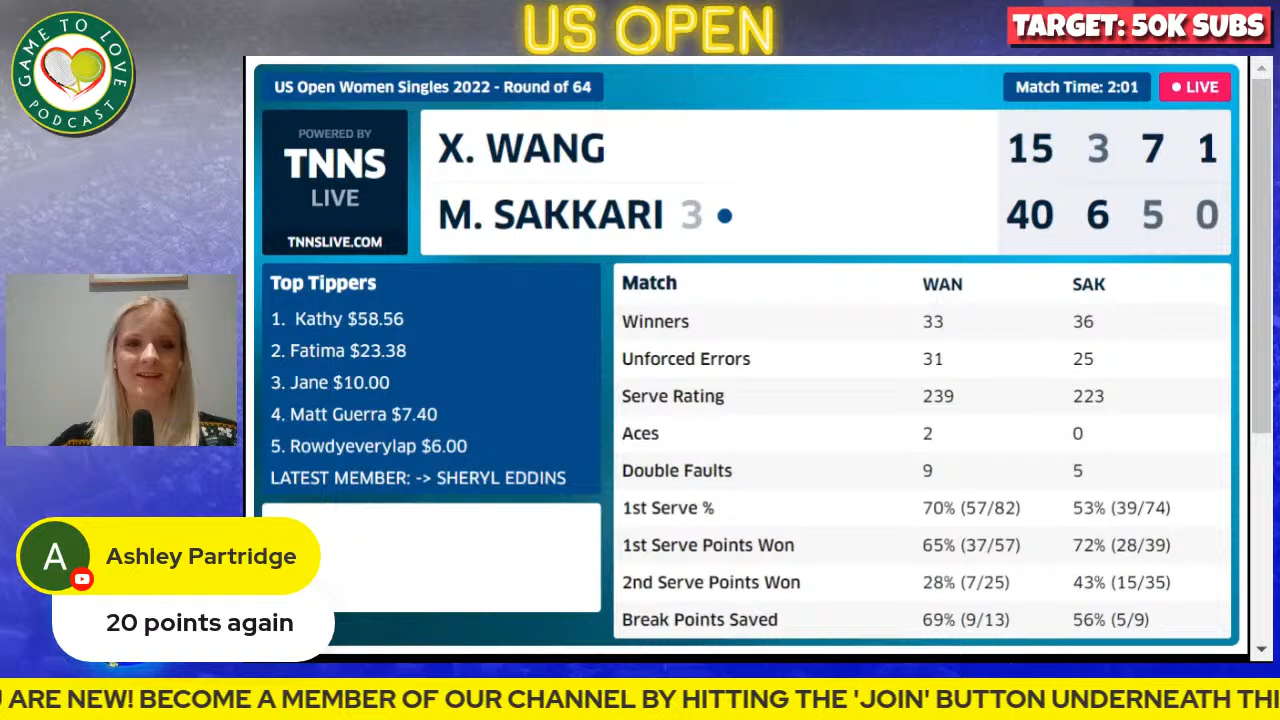 GAME TO LOVE
PODCAST
US OPEN
TARGET: 50K SUBS
US Open Women Singles 2022 - Round of 64
Match Time: 2:01
LIVE
POWERED BY
TNNS
LIVE
TNNSLIVE.COM
X. WANG 15 3 7 1
M. SAKKARI 3 40 6 5 0
Top Tippers
1. Kathy $58.56
2. Fatima $23.38
3. Jane $10.00
4. Matt Guerra $7.40
5. Rowdyeverylap $6.00
LATEST MEMBER: -> SHERYL EDDINS
Match WAN SAK
Winners 33 36
Unforced Errors 31 25
Serve Rating 239 223
Aces 2 0
Double Faults 9 5
1st Serve % 70% (57/82) 53% (39/74)
1st Serve Points Won 65% (37/57) 72% (28/39)
2nd Serve Points Won 28% (7/25) 43% (15/35)
Break Points Saved 69% (9/13) 56% (5/9)
A
Ashley Partridge
20 points again
U ARE NEW! BECOME A MEMBER OF OUR CHANNEL BY HITTING THE 'JOIN' BUTTON UNDERNEATH TH